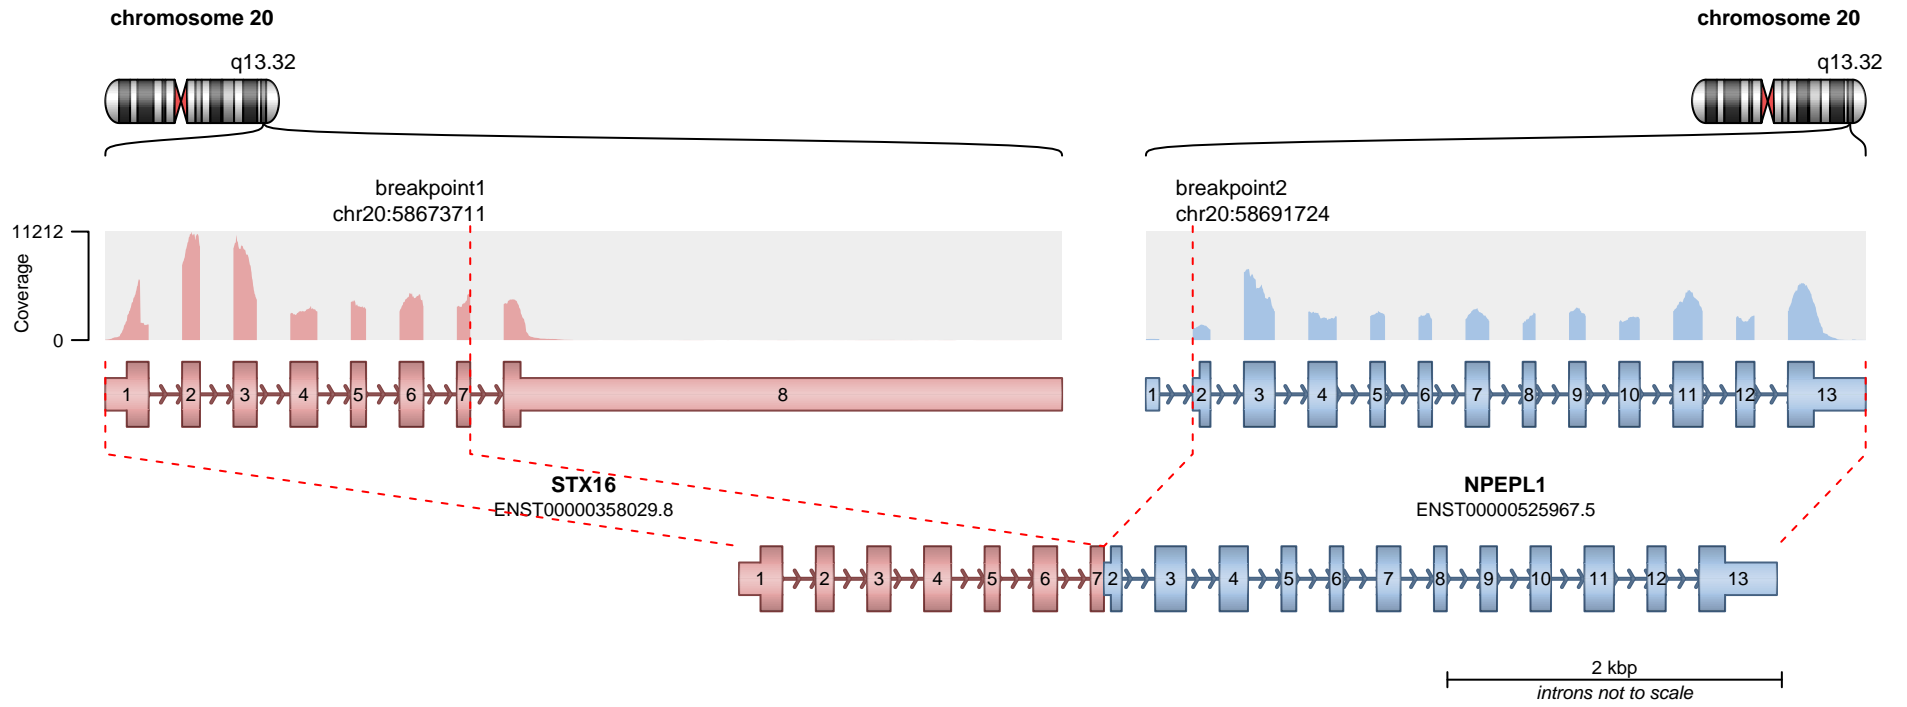 chromosome 20
chromosome 20
q13.32
q13.32
breakpoint1
chr20:58673711
breakpoint2
chr20:58691724
11212
Coverage
0
1 2 3 4 5 6 7 8
1 2 3 4 5 6 7 8 9 10 11 12 13
STX16
ENST00000358029.8
NPEPL1
ENST00000525967.5
1 2 3 4 5 6 7 2 3 4 5 6 7 8 9 10 11 12 13
2 kbp
introns not to scale